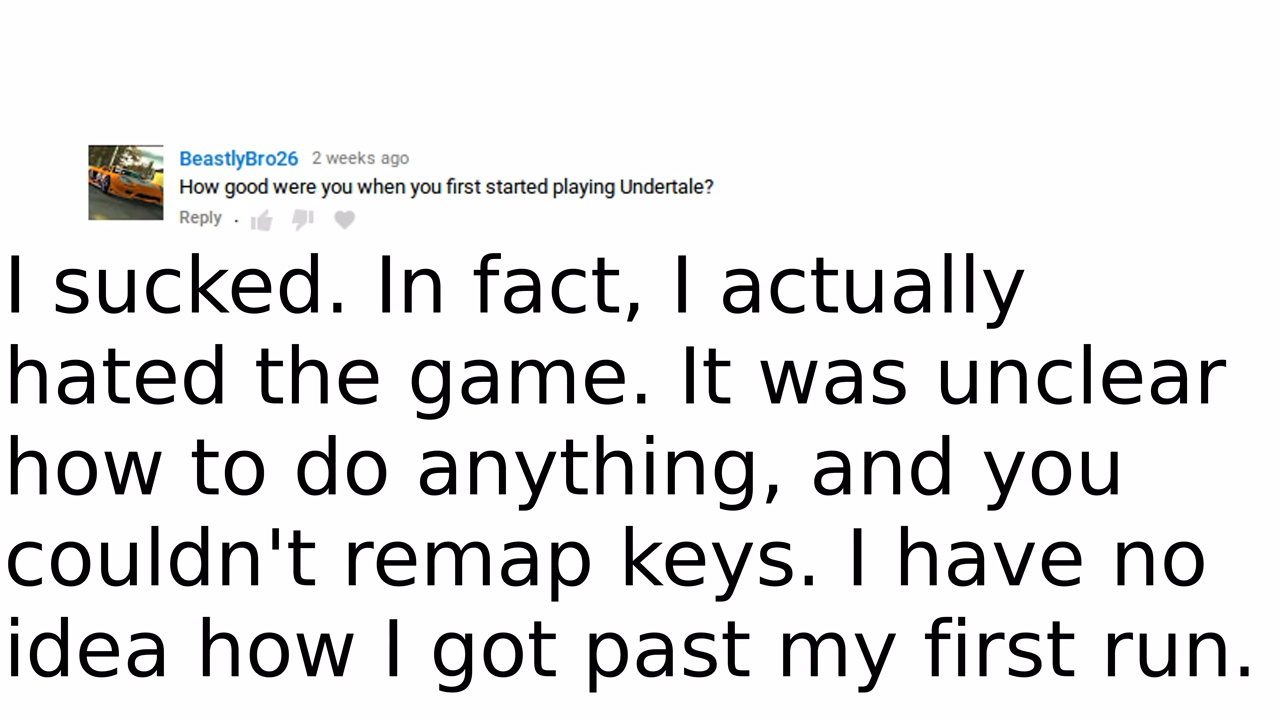 BeastlyBro26 2 weeks ago
How good were you when you first started playing Undertale?
Reply .
I sucked. In fact, I actually
hated the game. It was unclear
how to do anything, and you
couldn't remap keys. I have no
idea how I got past my first run.